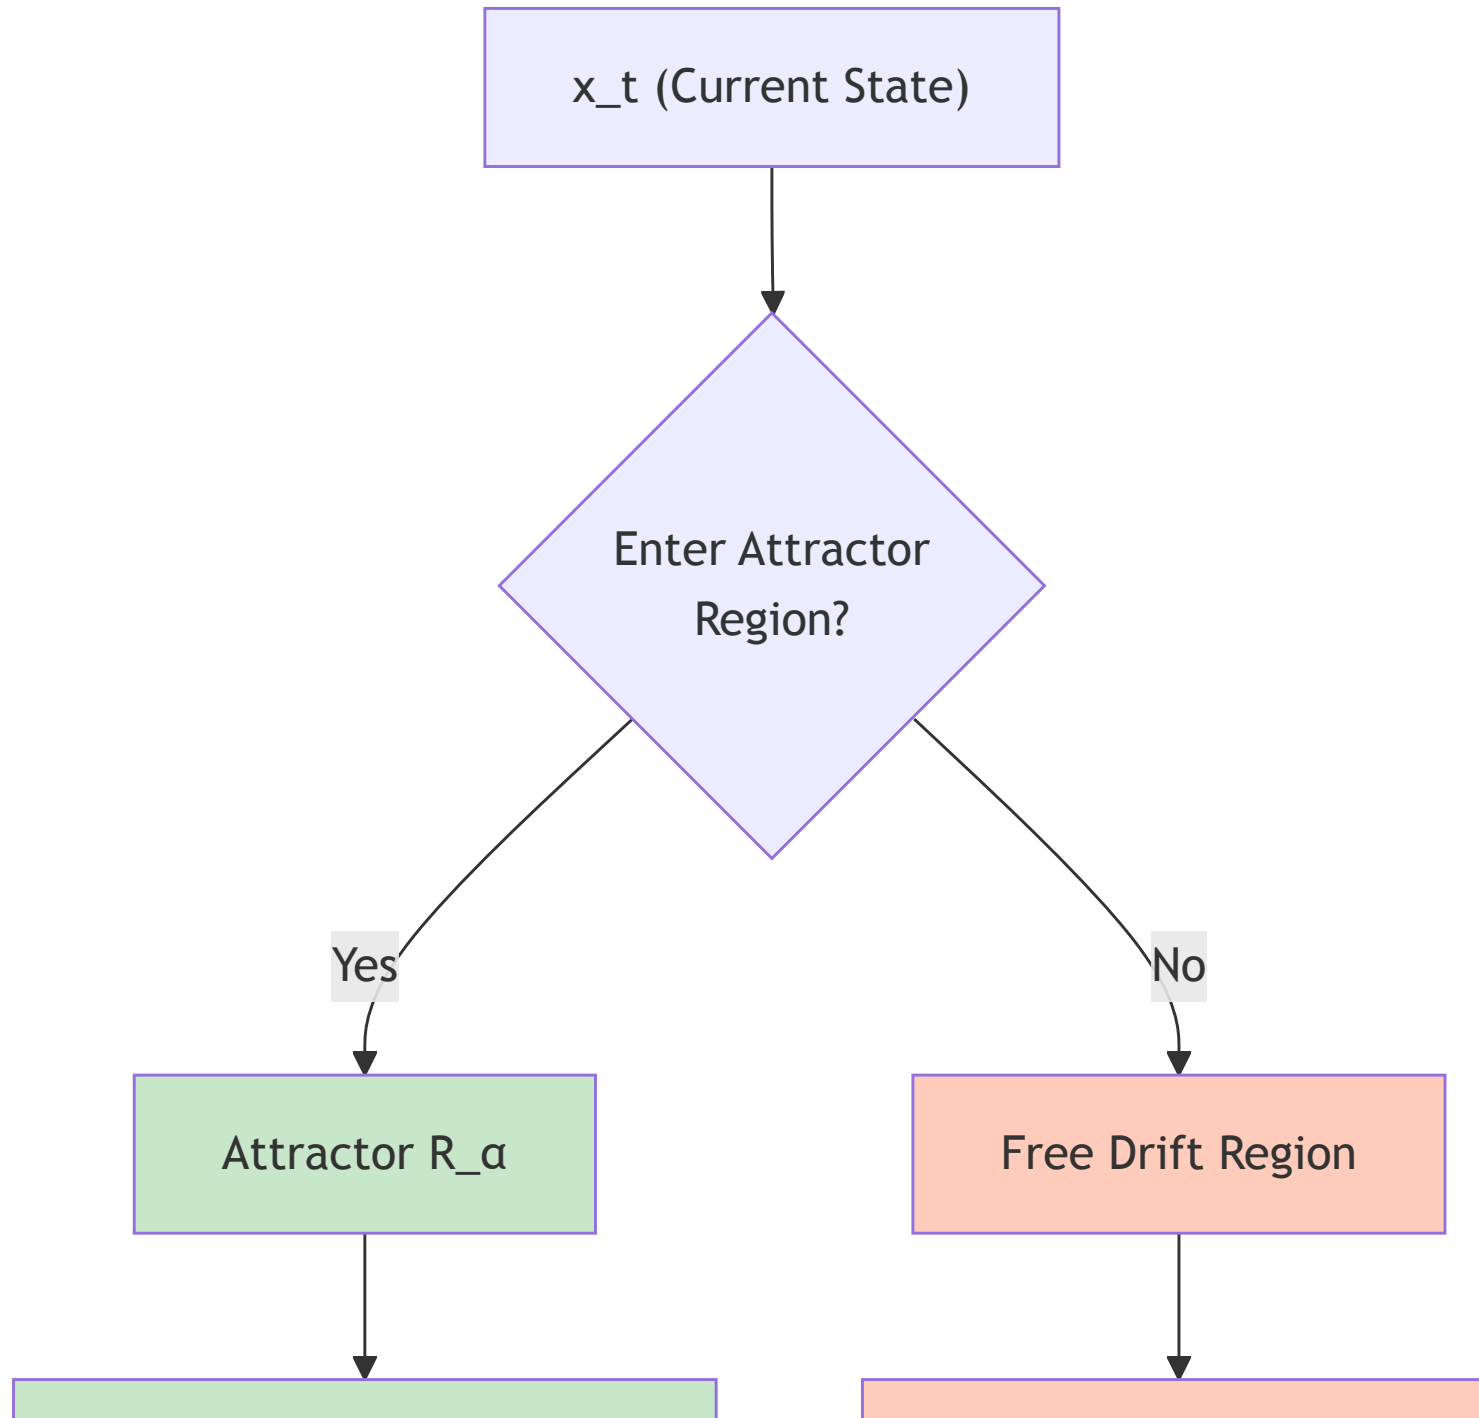 x_t (Current State)
Enter Attractor
Region?
Yes
No
Attractor R_α
Free Drift Region